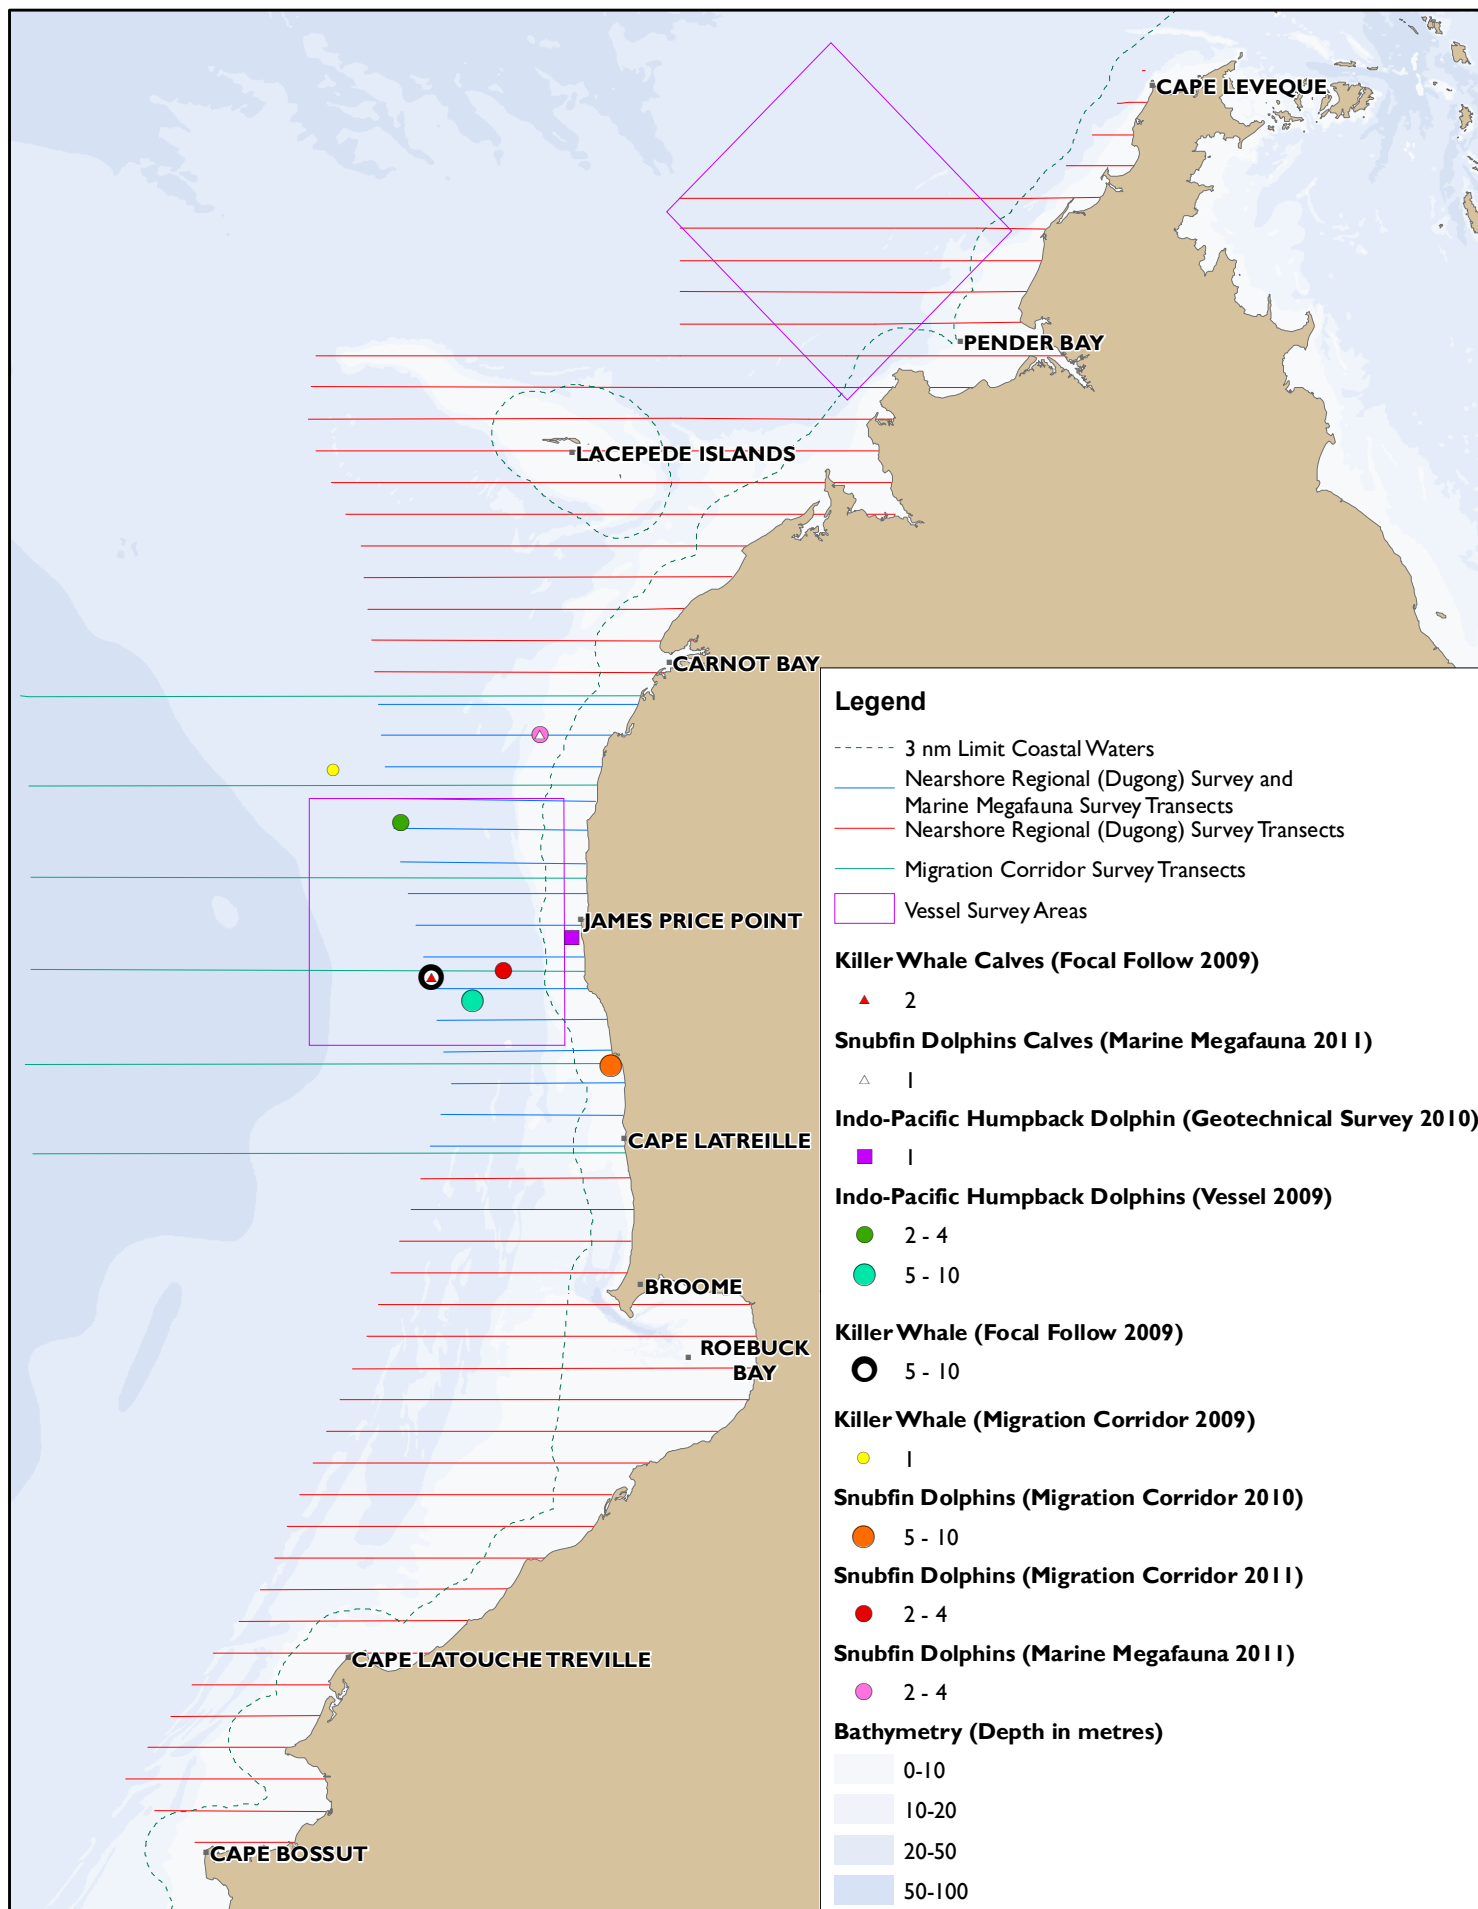 CAPE LEVEQUE
PENDER BAY
LACEPEDE ISLANDS
CARNOT BAY
JAMES PRICE POINT
CAPE LATREILLE
BROOME
ROEBUCK
BAY
CAPE LATOUCHE TREVILLE
CAPE BOSSUT
Legend
3 nm Limit Coastal Waters
Nearshore Regional (Dugong) Survey and
Marine Megafauna Survey Transects
Nearshore Regional (Dugong) Survey Transects
Migration Corridor Survey Transects
Vessel Survey Areas
Killer Whale Calves (Focal Follow 2009)
2
Snubfin Dolphins Calves (Marine Megafauna 2011)
1
Indo-Pacific Humpback Dolphin (Geotechnical Survey 2010)
1
Indo-Pacific Humpback Dolphins (Vessel 2009)
2 - 4
5 - 10
Killer Whale (Focal Follow 2009)
5 - 10
Killer Whale (Migration Corridor 2009)
1
Snubfin Dolphins (Migration Corridor 2010)
5 - 10
Snubfin Dolphins (Migration Corridor 2011)
2 - 4
Snubfin Dolphins (Marine Megafauna 2011)
2 - 4
Bathymetry (Depth in metres)
0-10
10-20
20-50
50-100